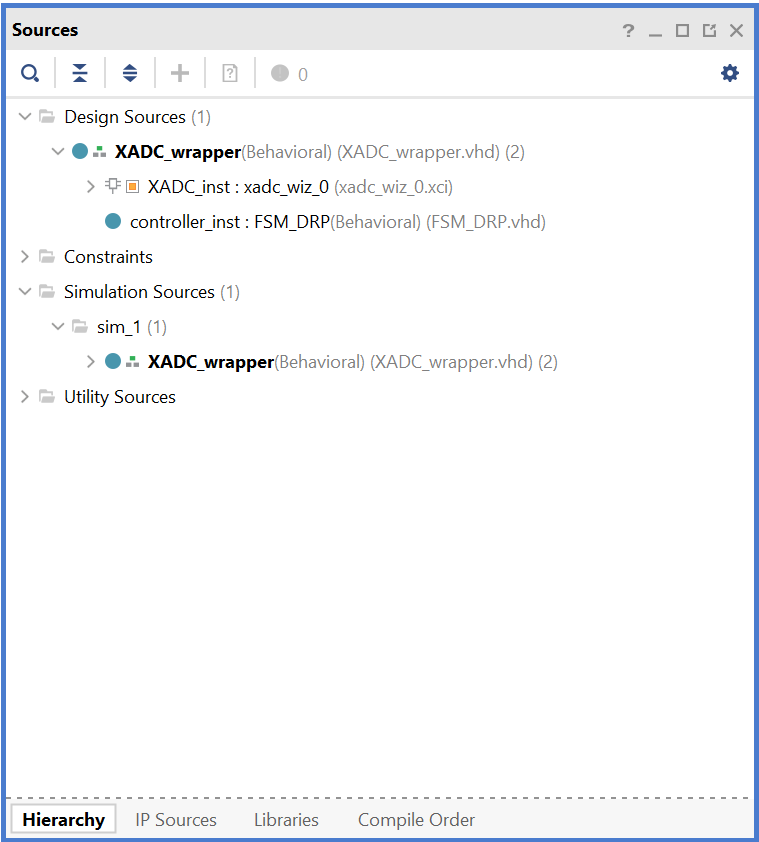 Sources
0
Design Sources (1)
XADC_wrapper(Behavioral) (XADC_wrapper.vhd) (2)
XADC_inst : xadc_wiz_0 (xadc_wiz_0.xci)
controller_inst : FSM_DRP(Behavioral) (FSM_DRP.vhd)
Constraints
Simulation Sources (1)
sim_1 (1)
XADC_wrapper(Behavioral) (XADC_wrapper.vhd) (2)
Utility Sources
Hierarchy IP Sources Libraries Compile Order